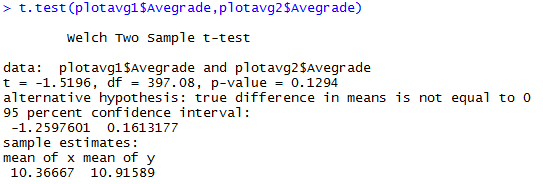 > t.test(plotavg1$Avegrade,plotavg2$Avegrade)
Welch Two Sample t-test
data:  plotavg1$Avegrade and plotavg2$Avegrade
t = -1.5196, df = 397.08, p-value = 0.1294
alternative hypothesis: true difference in means is not equal to 0
95 percent confidence interval:
-1.2597601  0.1613177
sample estimates:
mean of x mean of y
10.36667  10.91589